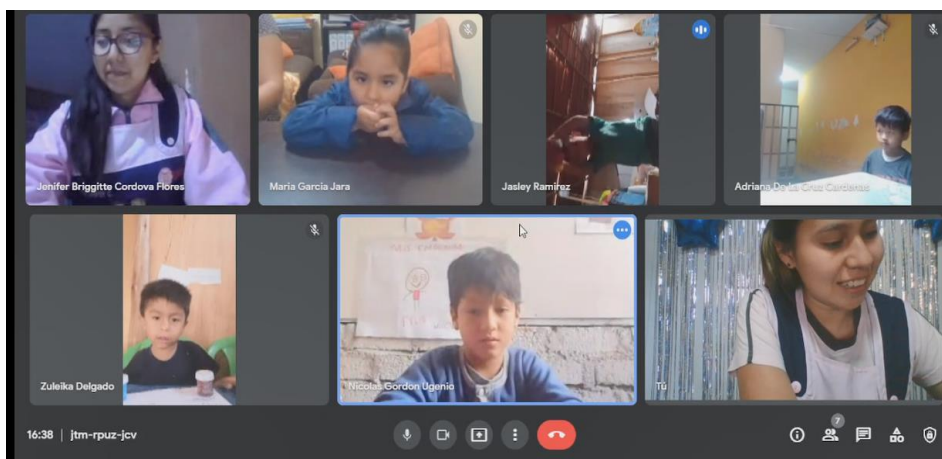 Jenifer Briggitte Cordova Flores
Maria Garcia Jara
Jasley Ramirez
Adriana De La Cruz Cardenas
Zuleika Delgado
Nicolas Gordon Ugenio
Tú
16:38 | jtm-rpuz-jcv
7